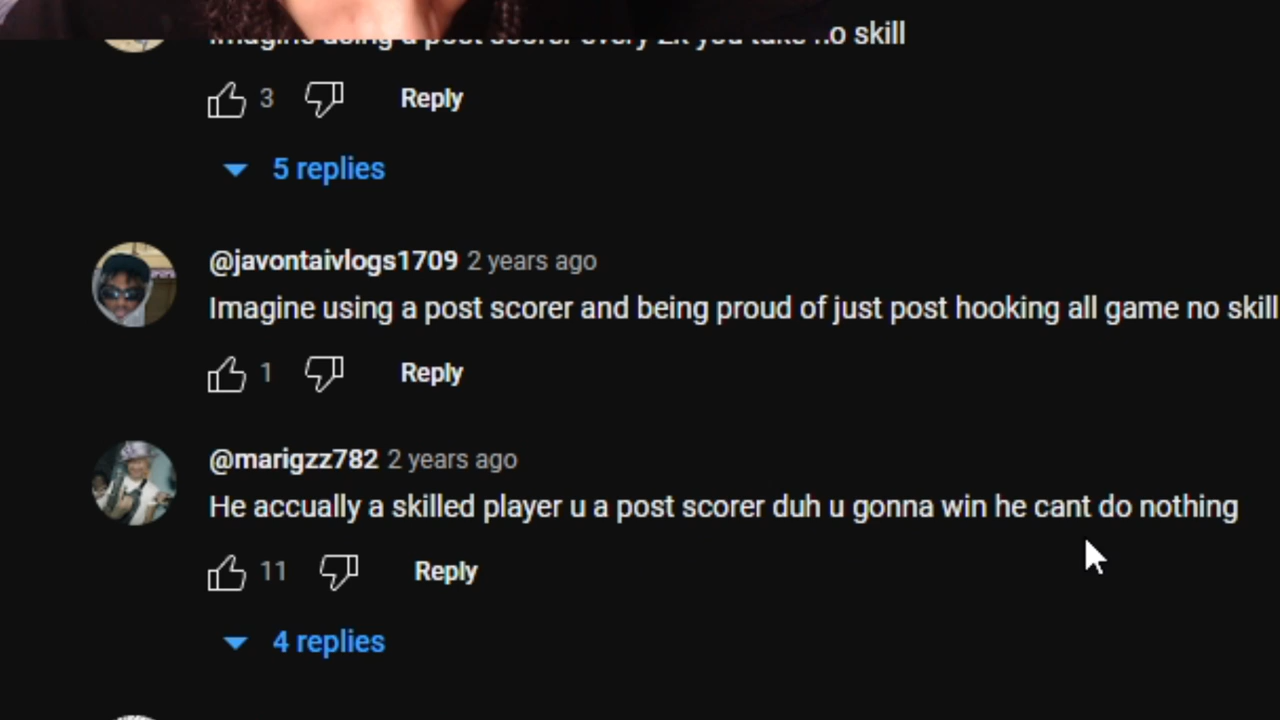 Imagine using a post scorer every 2k you take no skill
3 Reply
5 replies
@javontaivlogs1709 2 years ago
Imagine using a post scorer and being proud of just post hooking all game no skill
1 Reply
@marigzz782 2 years ago
He accually a skilled player u a post scorer duh u gonna win he cant do nothing
11 Reply
4 replies